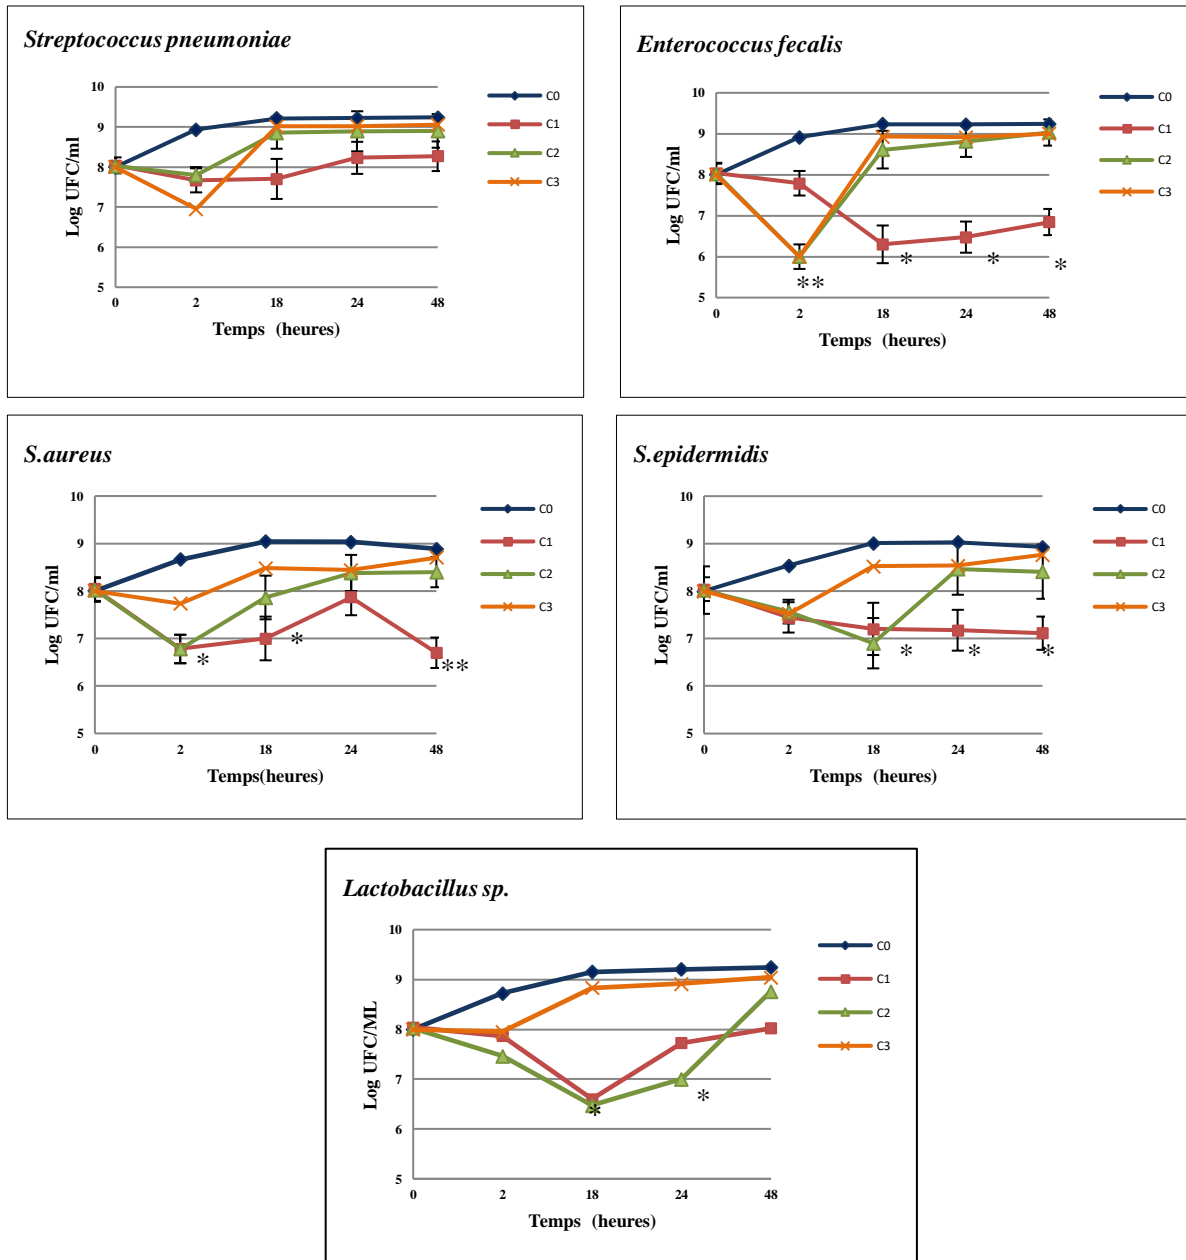 Streptococcus pneumoniae
10
9
8
7
6
5
Log UFC/ml
0 2 18 24 48
Temps (heures)
C0
C1
C2
C3
Enterococcus fecalis
10
9
8
7
6
5
Log UFC/ml
**
*
*
*
0 2 18 24 48
Temps (heures)
C0
C1
C2
C3
S.aureus
10
9
8
7
6
5
Log UFC/ml
*
*
**
0 2 18 24 48
Temps(heures)
C0
C1
C2
C3
S.epidermidis
10
9
8
7
6
5
Log UFC/ml
*
*
*
0 2 18 24 48
Temps (heures)
C0
C1
C2
C3
Lactobacillus sp.
10
9
8
7
6
5
Log UFC/ML
*
*
0 2 18 24 48
Temps (heures)
C0
C1
C2
C3